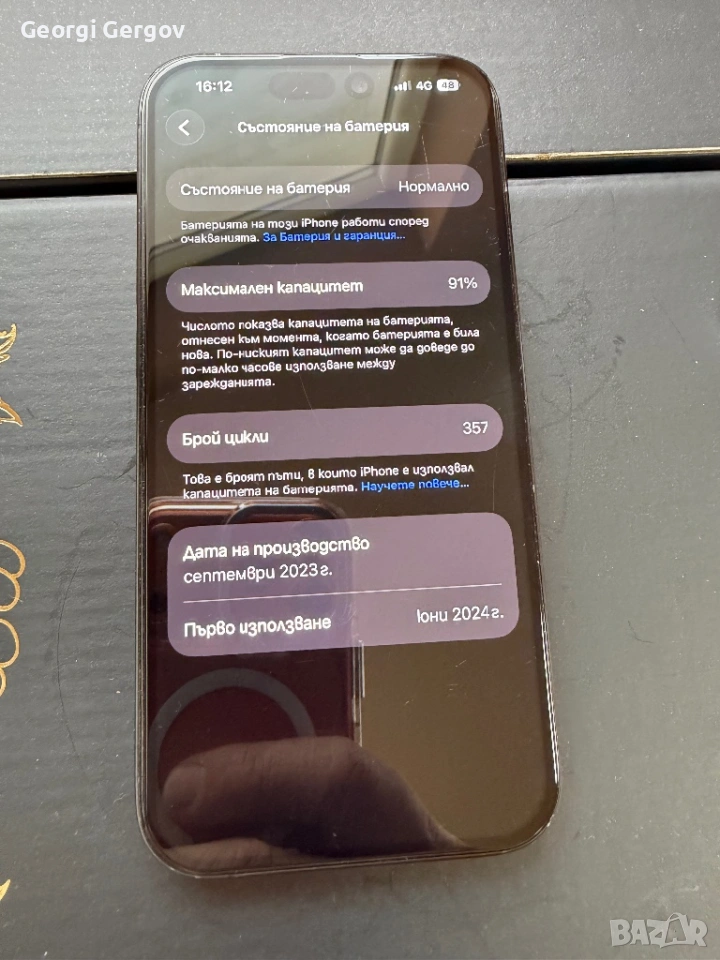 Georgi Gergov
16:12
4G 48
Състояние на батерия
Състояние на батерия Нормално
Батерията на този iPhone работи според
очакванията. За Батерия и гаранция...
Максимален капацитет 91%
Числото показва капацитета на батерията,
отнесен към момента, когато батерията е била
нова. По-ниският капацитет може да доведе до
по-малко часове използване между
зарежданията.
Брой цикли 357
Това е броят пъти, в които iPhone е използвал
капацитета на батерията. Научете повече...
Дата на производство
септември 2023 г.
Първо използване юни 2024 г.
BAZAR